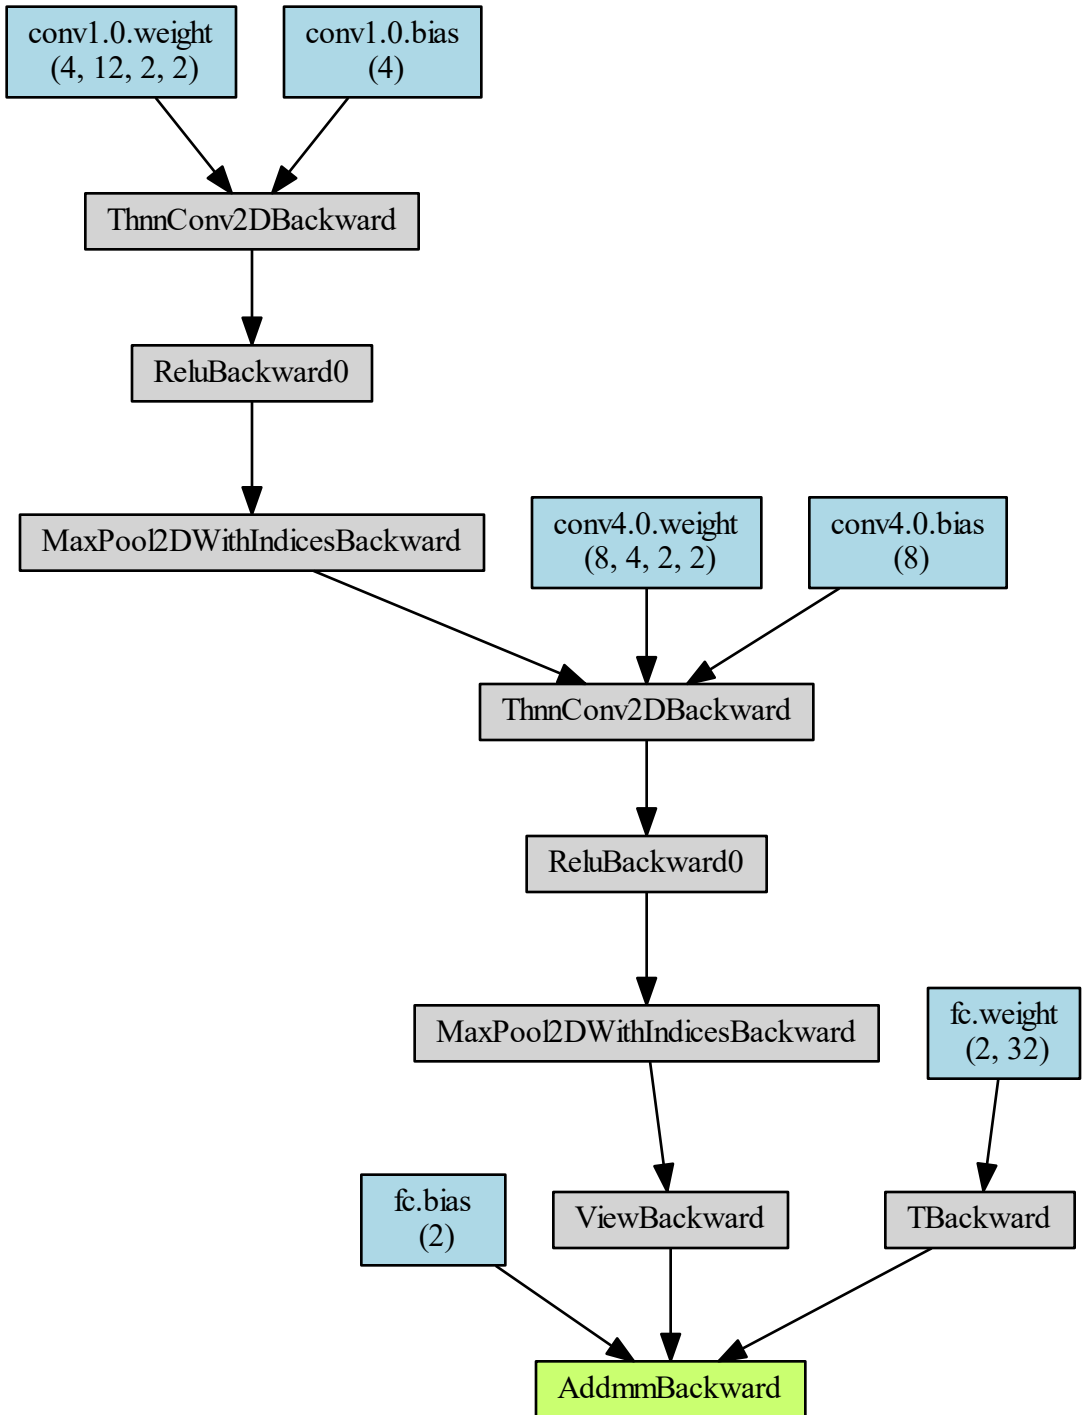 conv1.0.weight
(4, 12, 2, 2)
conv1.0.bias
(4)
ThnnConv2DBackward
ReluBackward0
MaxPool2DWithIndicesBackward
conv4.0.weight
(8, 4, 2, 2)
conv4.0.bias
(8)
ThnnConv2DBackward
ReluBackward0
MaxPool2DWithIndicesBackward
fc.weight
(2, 32)
fc.bias
(2)
ViewBackward
TBackward
AddmmBackward